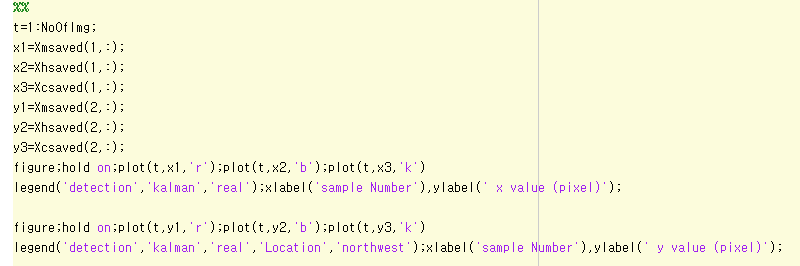 %%
t=1:NoOfImg;
x1=Xmsaved(1,:);
x2=Xhsaved(1,:);
x3=Xcsaved(1,:);
y1=Xmsaved(2,:);
y2=Xhsaved(2,:);
y3=Xcsaved(2,:);
figure;hold on;plot(t,x1,'r');plot(t,x2,'b');plot(t,x3,'k')
legend('detection','kalman','real');xlabel('sample Number'),ylabel(' x value (pixel)');
figure;hold on;plot(t,y1,'r');plot(t,y2,'b');plot(t,y3,'k')
legend('detection','kalman','real','Location','northwest');xlabel('sample Number'),ylabel(' y value (pixel)');